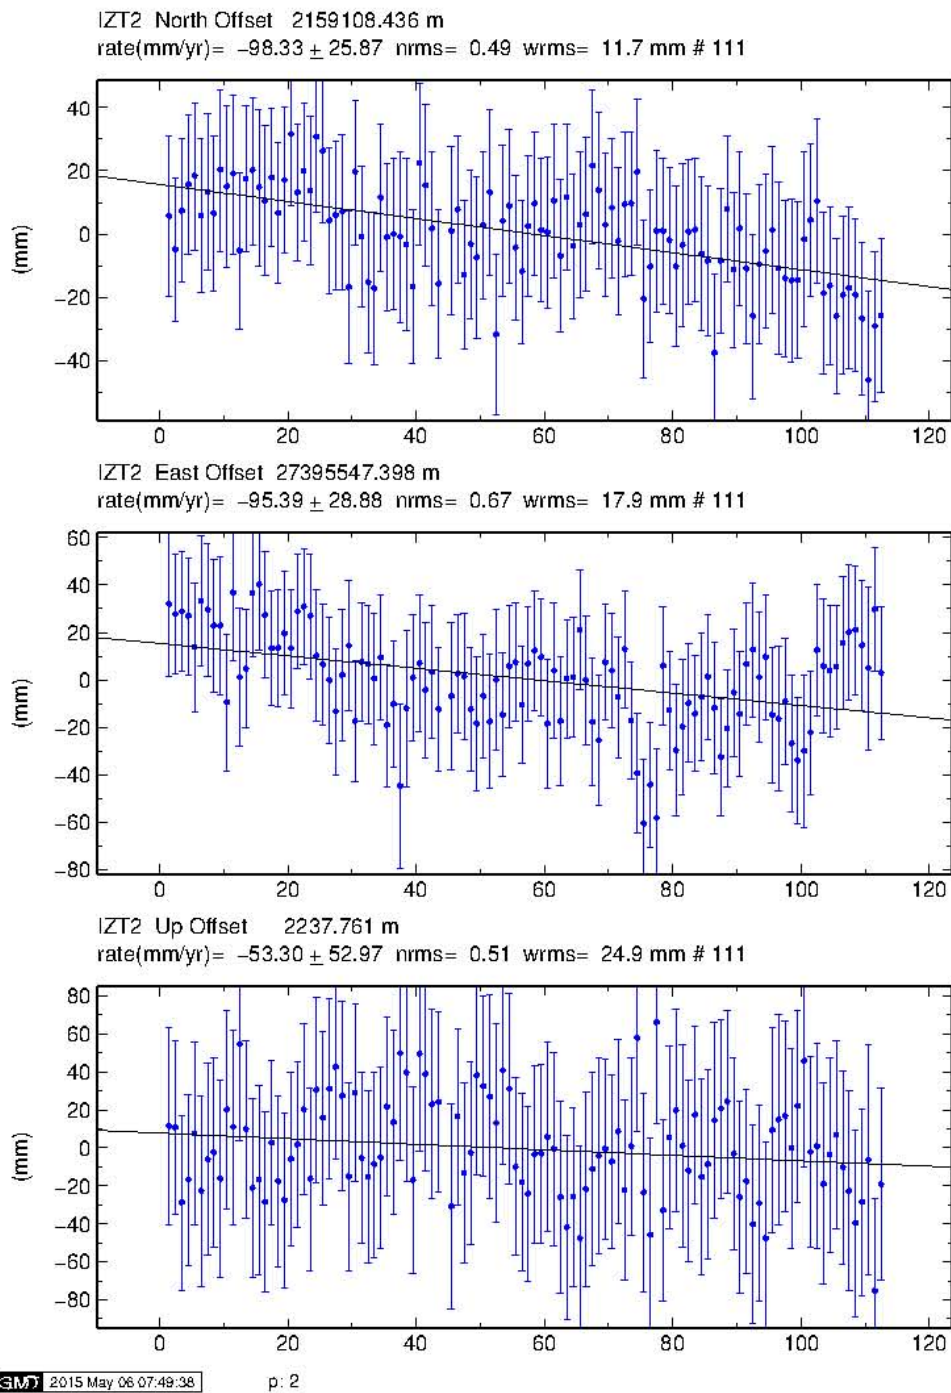 IZT2 North Offset 2159108.436 m
rate(mm/yr)= −98.33 ± 25.87 nrms= 0.49 wrms= 11.7 mm # 111
40
20
0
−20
−40
(mm)
0 20 40 60 80 100 120
IZT2 East Offset 27395547.398 m
rate(mm/yr)= −95.39 ± 28.88 nrms= 0.67 wrms= 17.9 mm # 111
60
40
20
0
−20
−40
−60
−80
(mm)
0 20 40 60 80 100 120
IZT2 Up Offset 2237.761 m
rate(mm/yr)= −53.30 ± 52.97 nrms= 0.51 wrms= 24.9 mm # 111
80
60
40
20
0
−20
−40
−60
−80
(mm)
0 20 40 60 80 100 120
GMT 2015 May 06 07:49:38 p: 2